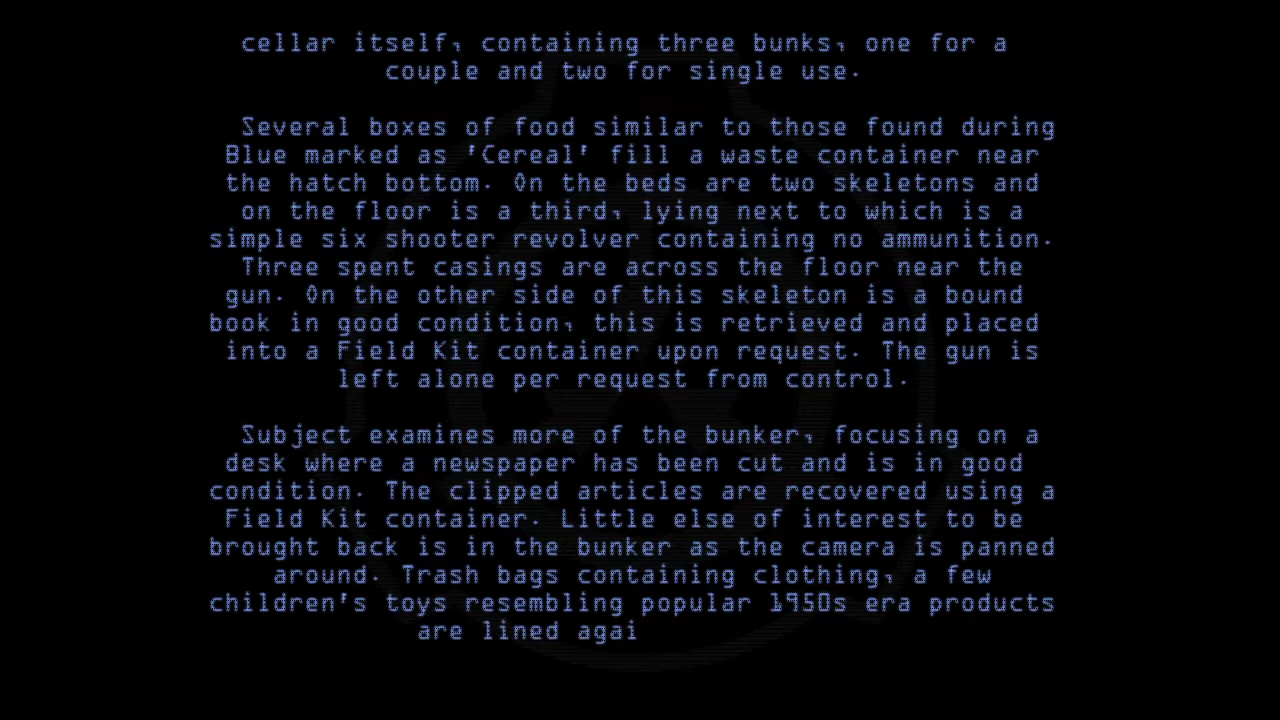 cellar itself, containing three bunks, one for a
couple and two for single use.
Several boxes of food similar to those found during
Blue marked as 'Cereal' fill a waste container near
the hatch bottom. On the beds are two skeletons and
on the floor is a third, lying next to which is a
simple six shooter revolver containing no ammunition.
Three spent casings are across the floor near the
gun. On the other side of this skeleton is a bound
book in good condition, this is retrieved and placed
into a Field Kit container upon request. The gun is
left alone per request from control.
Subject examines more of the bunker, focusing on a
desk where a newspaper has been cut and is in good
condition. The clipped articles are recovered using a
Field Kit container. Little else of interest to be
brought back is in the bunker as the camera is panned
around. Trash bags containing clothing, a few
children's toys resembling popular 1950s era products
are lined agai